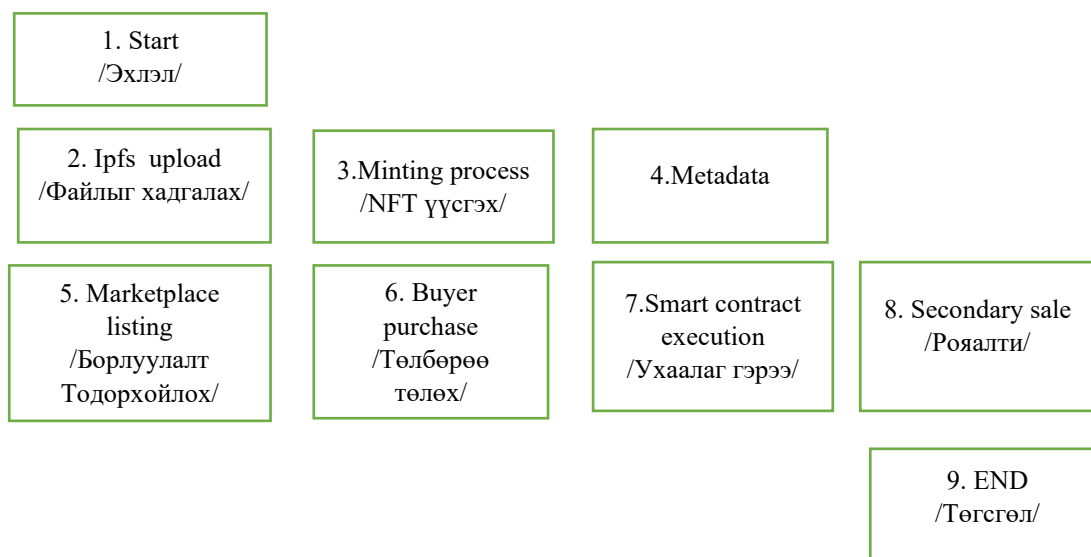 1. Start
/Эхлэл/
2. Ipfs upload
/Файлыг хадгалах/
3.Minting process
/NFT үүсгэх/
4.Metadata
5. Marketplace
listing
/Борлуулалт
Тодорхойлох/
6. Buyer
purchase
/Төлбөрөө
төлөх/
7.Smart contract
execution
/Ухаалаг гэрээ/
8. Secondary sale
/Рояалти/
9. END
/Төгсгөл/